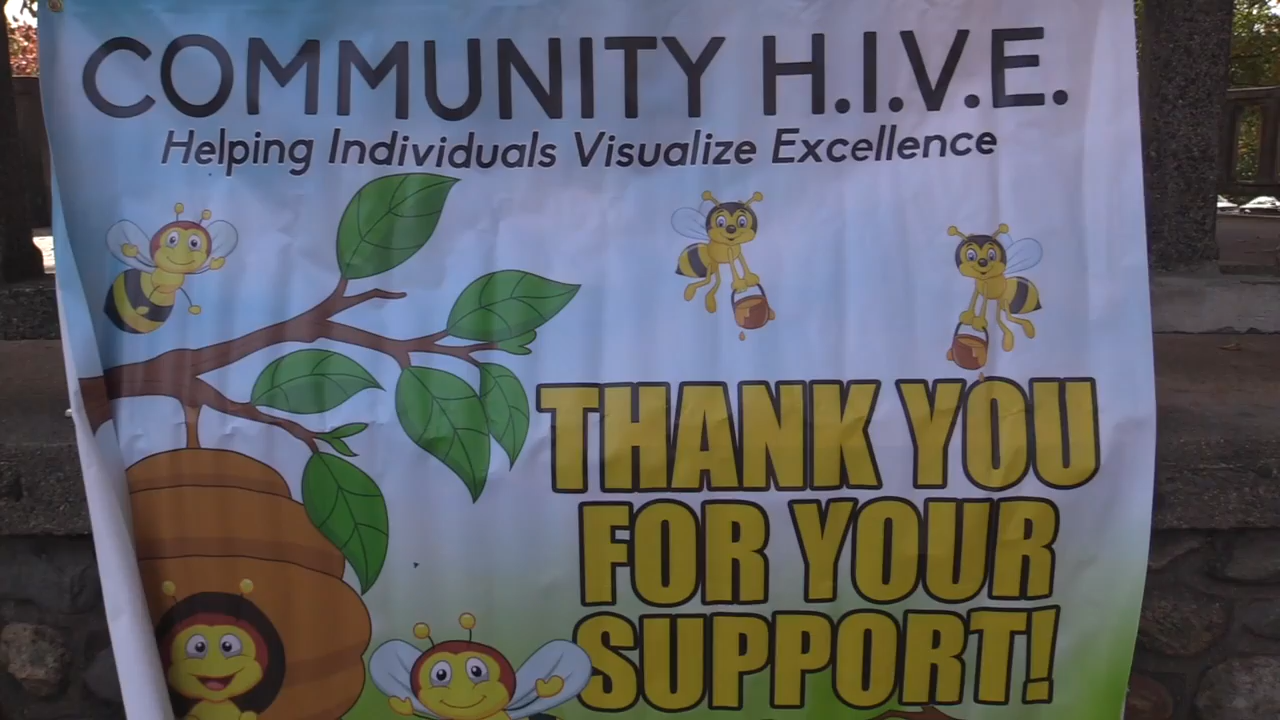 COMMUNITY H.I.V.E.
Helping Individuals Visualize Excellence
THANK YOU
FOR YOUR
SUPPORT!